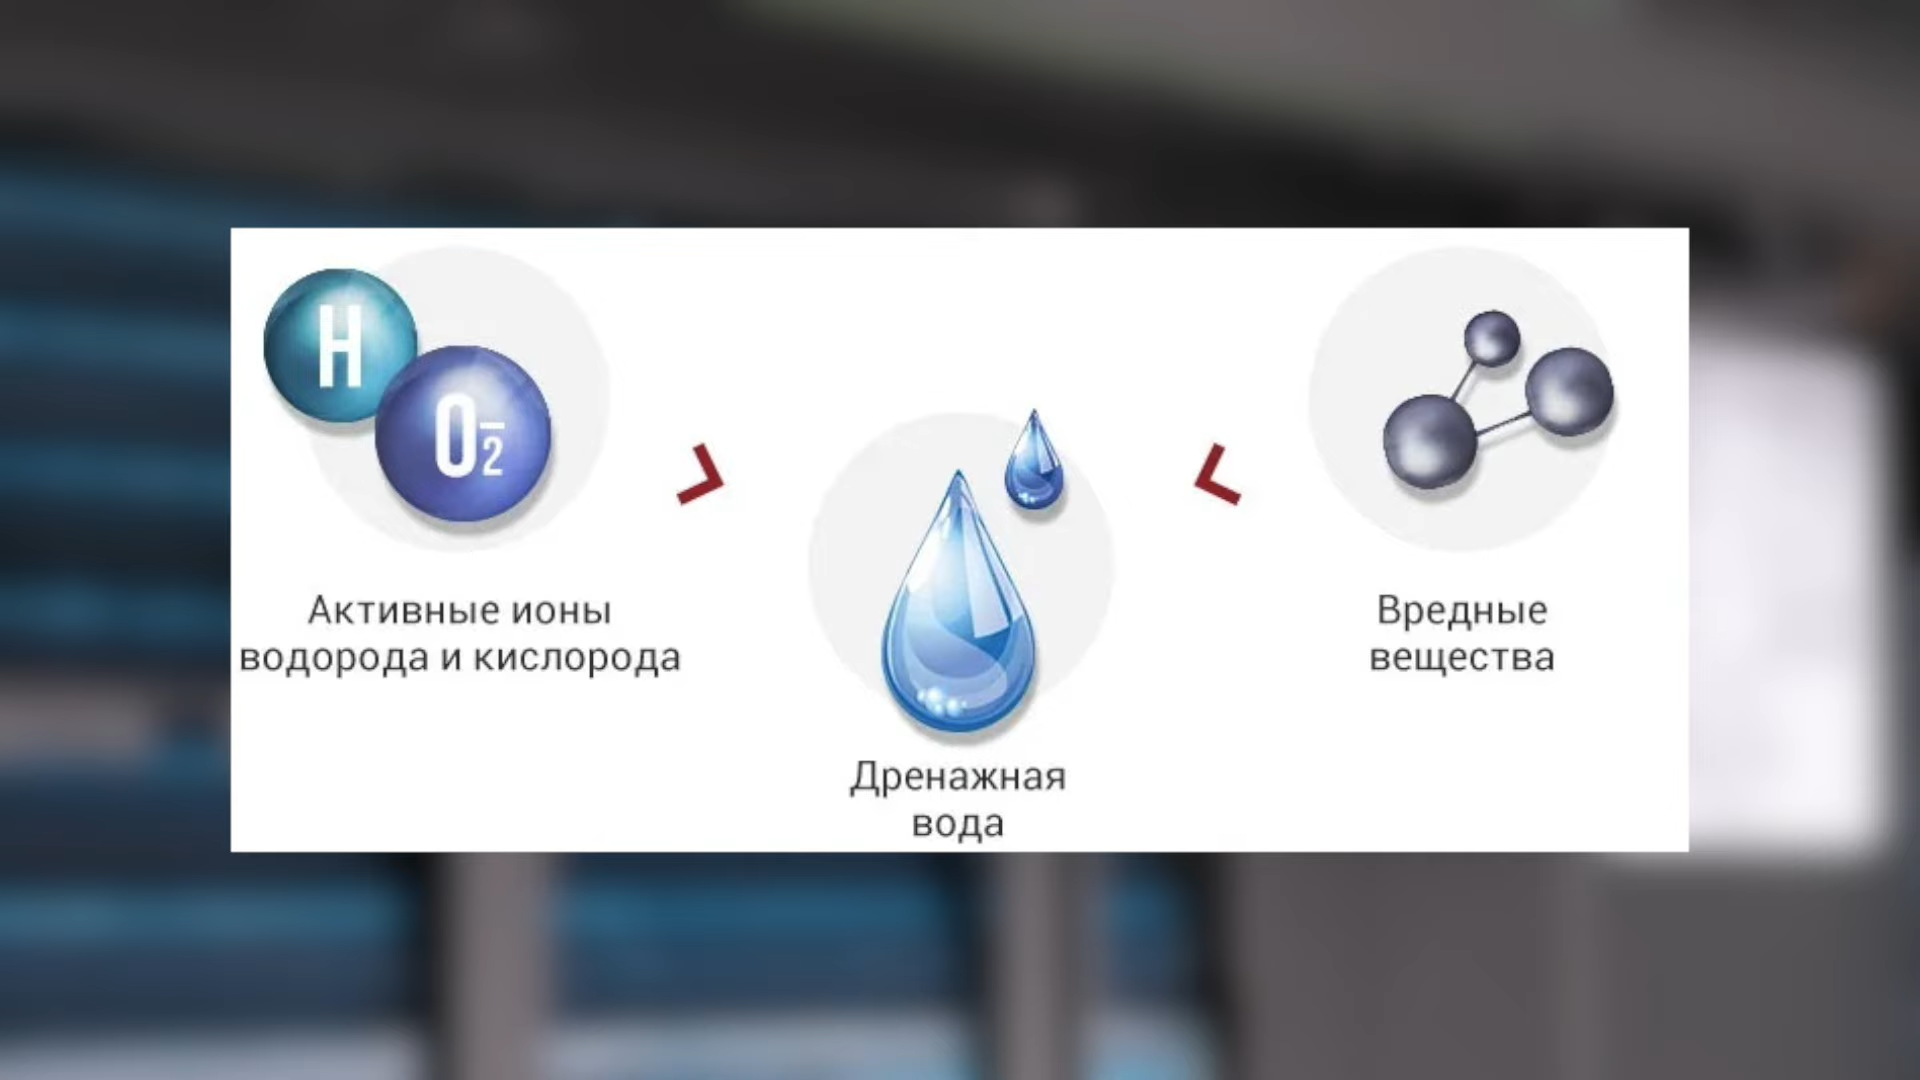 H
O₂⁻
Активные ионы
водорода и кислорода
Дренажная
вода
Вредные
вещества